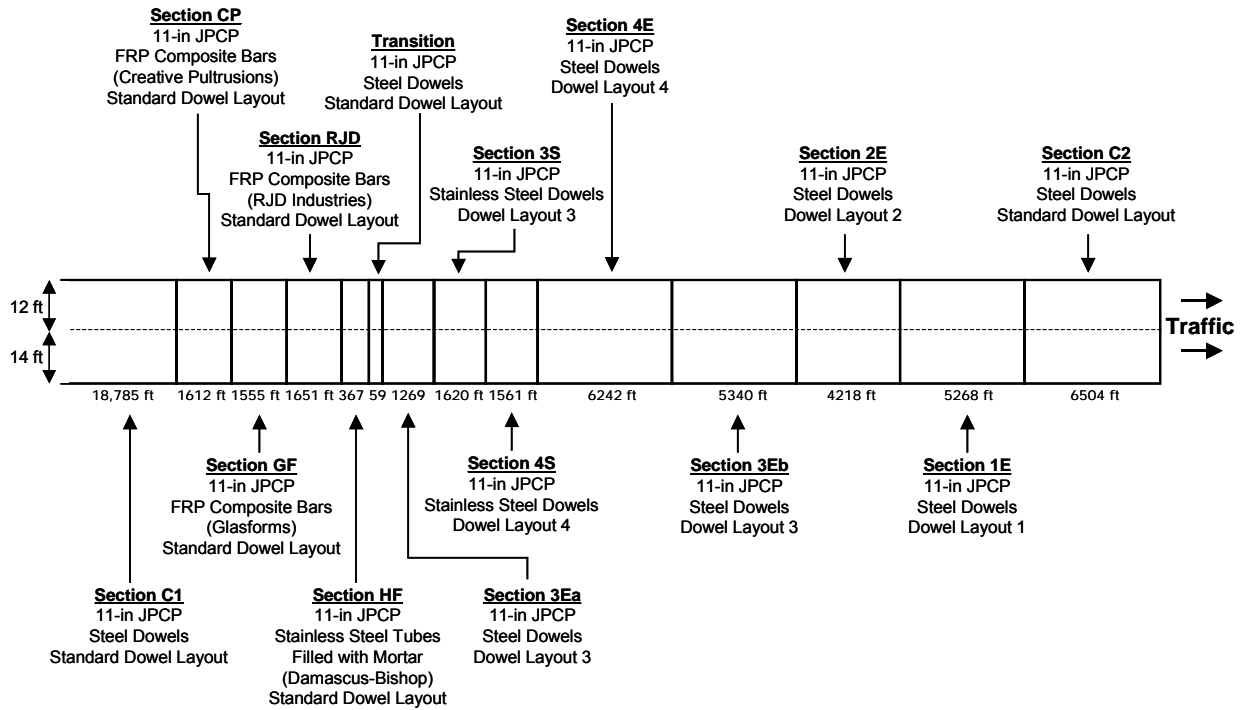 Section CP
11-in JPCP
FRP Composite Bars
(Creative Pultrusions)
Standard Dowel Layout
Transition
11-in JPCP
Steel Dowels
Standard Dowel Layout
Section 4E
11-in JPCP
Steel Dowels
Dowel Layout 4
Section RJD
11-in JPCP
FRP Composite Bars
(RJD Industries)
Standard Dowel Layout
Section 3S
11-in JPCP
Stainless Steel Dowels
Dowel Layout 3
Section 2E
11-in JPCP
Steel Dowels
Dowel Layout 2
Section C2
11-in JPCP
Steel Dowels
Standard Dowel Layout
12 ft
14 ft
Traffic
18,785 ft 1612 ft 1555 ft 1651 ft 367 59 1269 1620 ft 1561 ft 6242 ft 5340 ft 4218 ft 5268 ft 6504 ft
Section GF
11-in JPCP
FRP Composite Bars
(Glasforms)
Standard Dowel Layout
Section 4S
11-in JPCP
Stainless Steel Dowels
Dowel Layout 4
Section 3Eb
11-in JPCP
Steel Dowels
Dowel Layout 3
Section 1E
11-in JPCP
Steel Dowels
Dowel Layout 1
Section C1
11-in JPCP
Steel Dowels
Standard Dowel Layout
Section HF
11-in JPCP
Stainless Steel Tubes
Filled with Mortar
(Damascus-Bishop)
Standard Dowel Layout
Section 3Ea
11-in JPCP
Steel Dowels
Dowel Layout 3